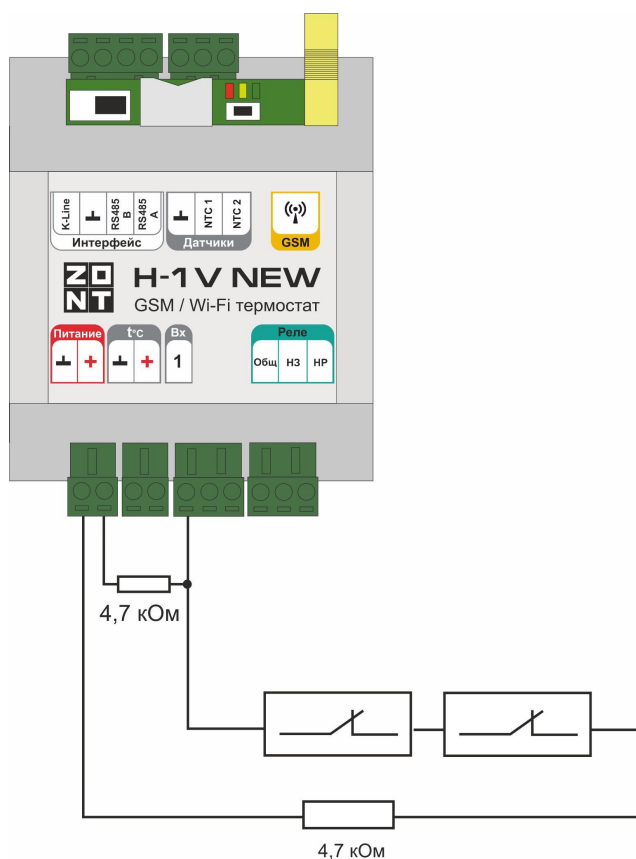 K-Line
⊥
RS485 B
RS485 A
⊥
NTC 1
NTC 2
Интерфейс
Датчики
GSM
ZONT
H-1V NEW
GSM / Wi-Fi термостат
Питание
t°C
Вх
Реле
⊥
+
⊥
+
1
Общ
НЗ
НР
4,7 кОм
4,7 кОм